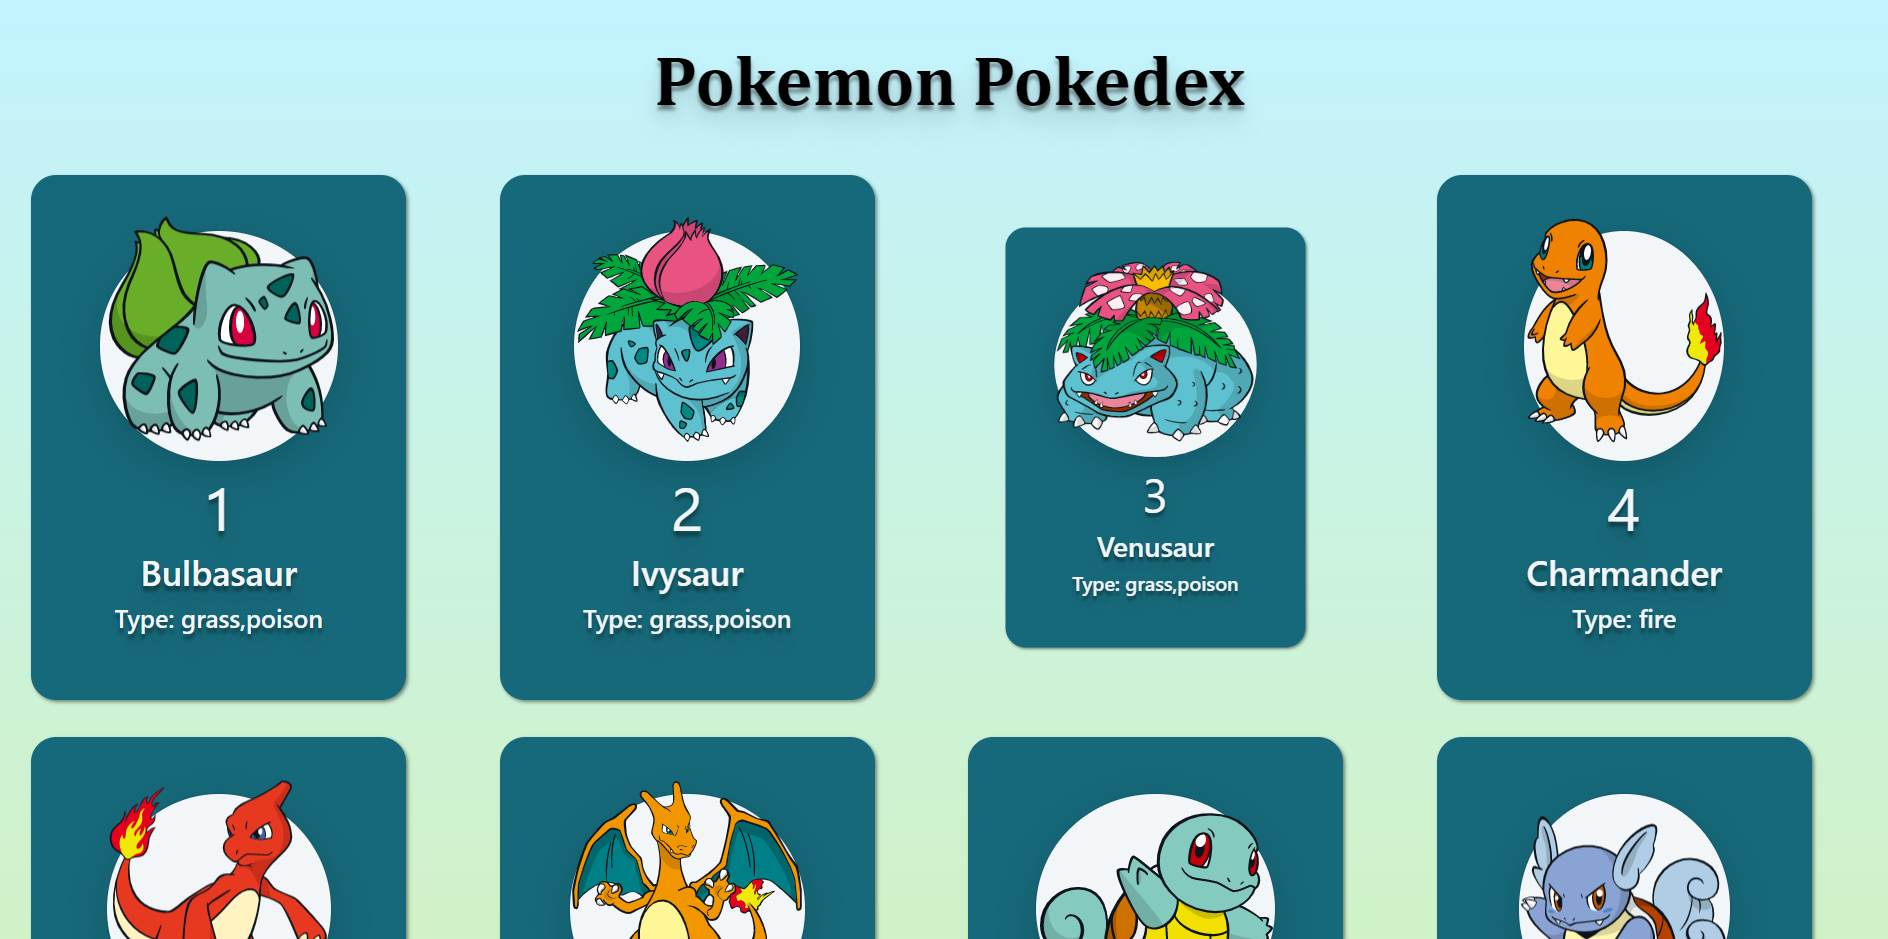 Pokemon Pokedex
1
Bulbasaur
Type: grass,poison
2
Ivysaur
Type: grass,poison
3
Venusaur
Type: grass,poison
4
Charmander
Type: fire